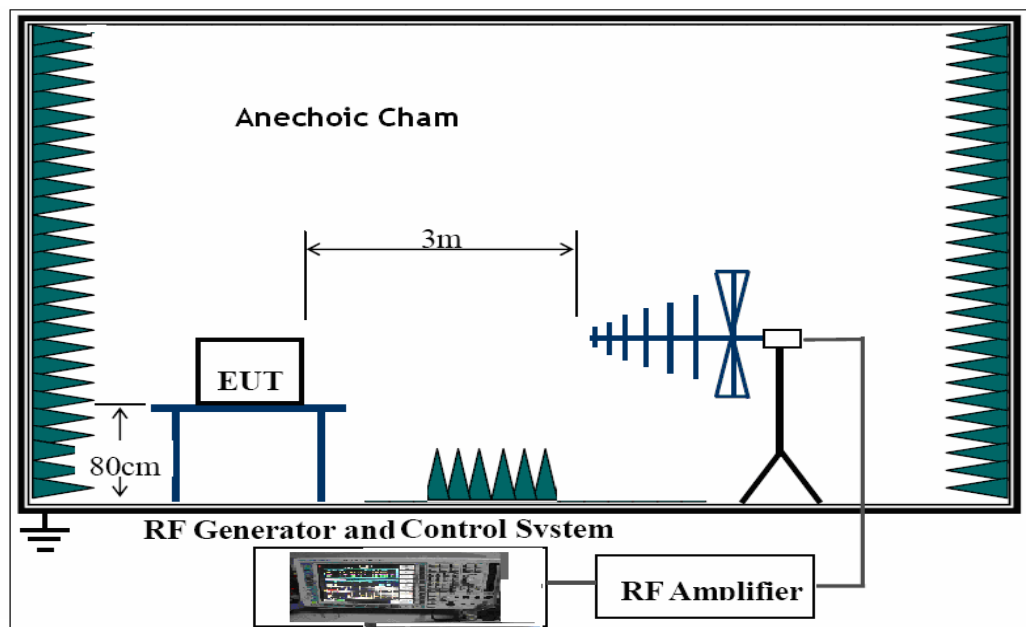 Anechoic Cham
3m
EUT
80cm
RF Generator and Control System
RF Amplifier